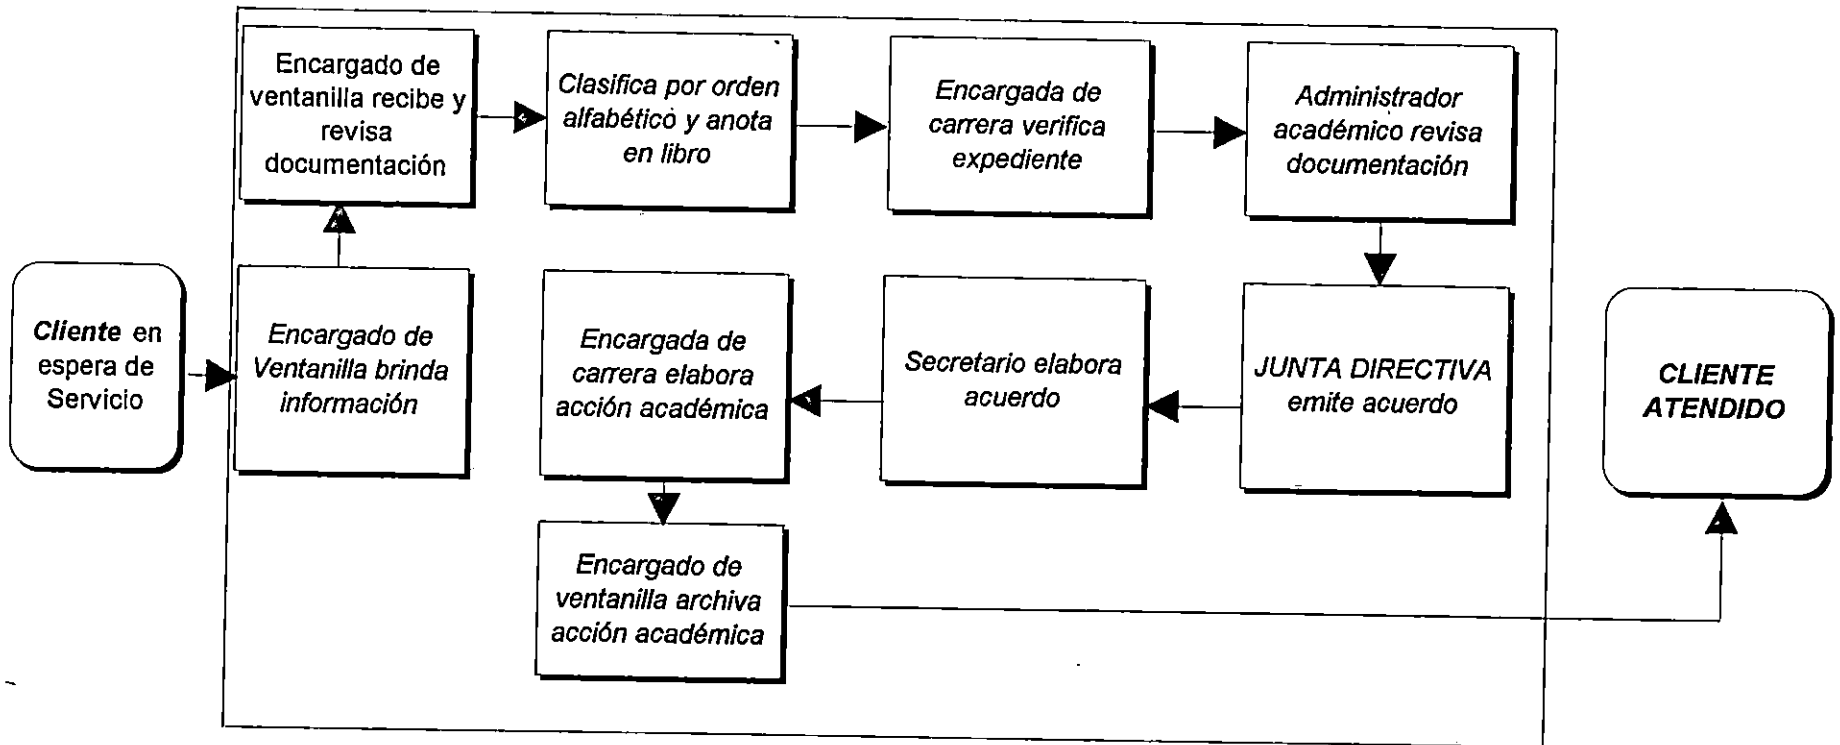 Encargado de
ventanilla recibe y
revisa
documentación
Clasifica por orden
alfabético y anota
en libro
Encargada de
carrera verifica
expediente
Administrador
académico revisa
documentación
Cliente en
espera de
Servicio
Encargado de
Ventanilla brinda
información
Encargada de
carrera elabora
acción académica
Secretario elabora
acuerdo
JUNTA DIRECTIVA
emite acuerdo
CLIENTE
ATENDIDO
Encargado de
ventanilla archiva
acción académica